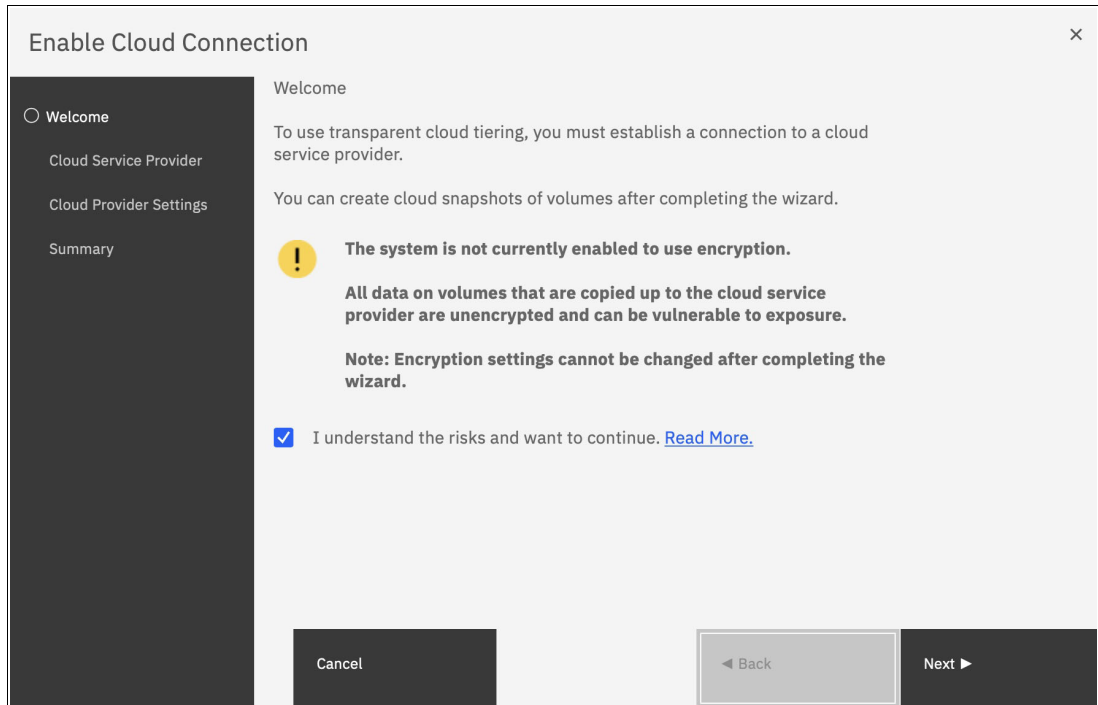 Enable Cloud Connection
×
Welcome
Cloud Service Provider
Cloud Provider Settings
Summary
Welcome
To use transparent cloud tiering, you must establish a connection to a cloud
service provider.
You can create cloud snapshots of volumes after completing the wizard.
!
The system is not currently enabled to use encryption.
All data on volumes that are copied up to the cloud service
provider are unencrypted and can be vulnerable to exposure.
Note: Encryption settings cannot be changed after completing the
wizard.
I understand the risks and want to continue. Read More.
Cancel
◀ Back
Next ▶